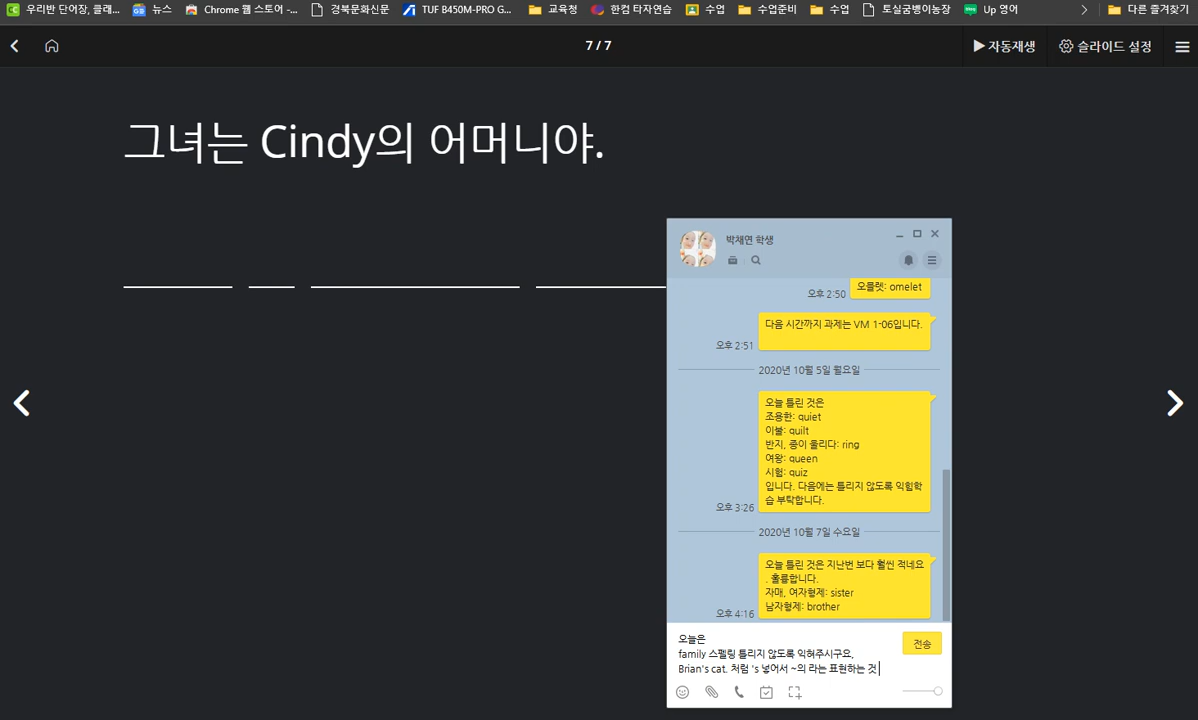 우리반 단어장, 클래... 뉴스 Chrome 웹 스토어 -... 경북문화신문 TUF B450M-PRO G... 교육청 한컴 타자연습 수업 수업준비 수업 토실굼벵이농장 Up 영어 다른 즐겨찾기
7 / 7 자동재생 슬라이드 설정
그녀는 Cindy의 어머니야.
박채연 학생
오믈렛: omelet
오후 2:50
다음 시간까지 과제는 VM 1-06입니다.
오후 2:51
2020년 10월 5일 월요일
오늘 틀린 것은
조용한: quiet
이불: quilt
반지, 종이 울리다: ring
여왕: queen
시험: quiz
입니다. 다음에는 틀리지 않도록 익힘학
습 부탁합니다.
오후 3:26
2020년 10월 7일 수요일
오늘 틀린 것은 지난번 보다 훨씬 적네요
. 훌륭합니다.
자매, 여자형제: sister
남자형제: brother
오후 4:16
오늘은
family 스펠링 틀리지 않도록 익혀주시구요,
Brian's cat. 처럼 's 넣어서 ~의 라는 표현하는 것
전송